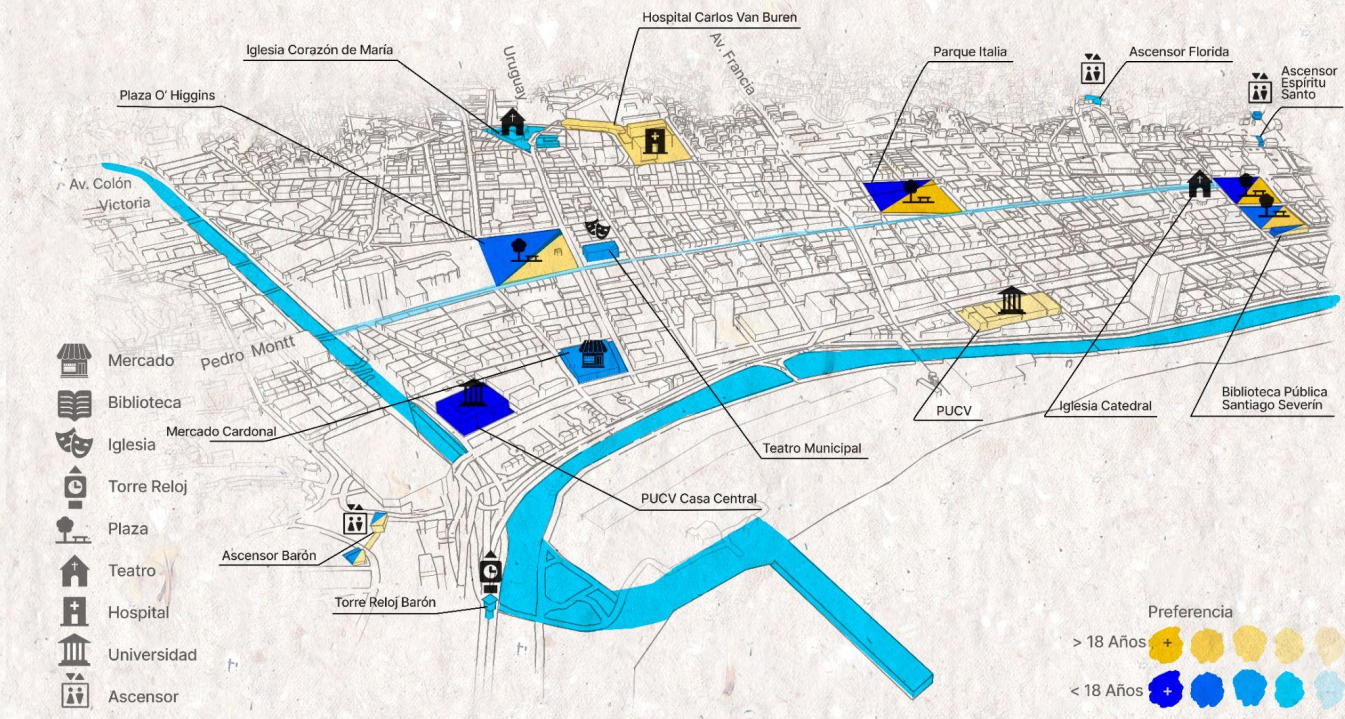 Hospital Carlos Van Buren
Iglesia Corazón de María
Uruguay
Av. Francia
Parque Italia
Ascensor Florida
Ascensor
Espíritu
Santo
Plaza O' Higgins
Av. Colón
Victoria
Pedro Montt
Mercado
Biblioteca
Iglesia
Torre Reloj
Plaza
Teatro
Hospital
Universidad
Ascensor
Mercado Cardonal
Teatro Municipal
PUCV
Iglesia Catedral
Biblioteca Pública
Santiago Severín
PUCV Casa Central
Ascensor Barón
Torre Reloj Barón
Preferencia
> 18 Años +
< 18 Años +